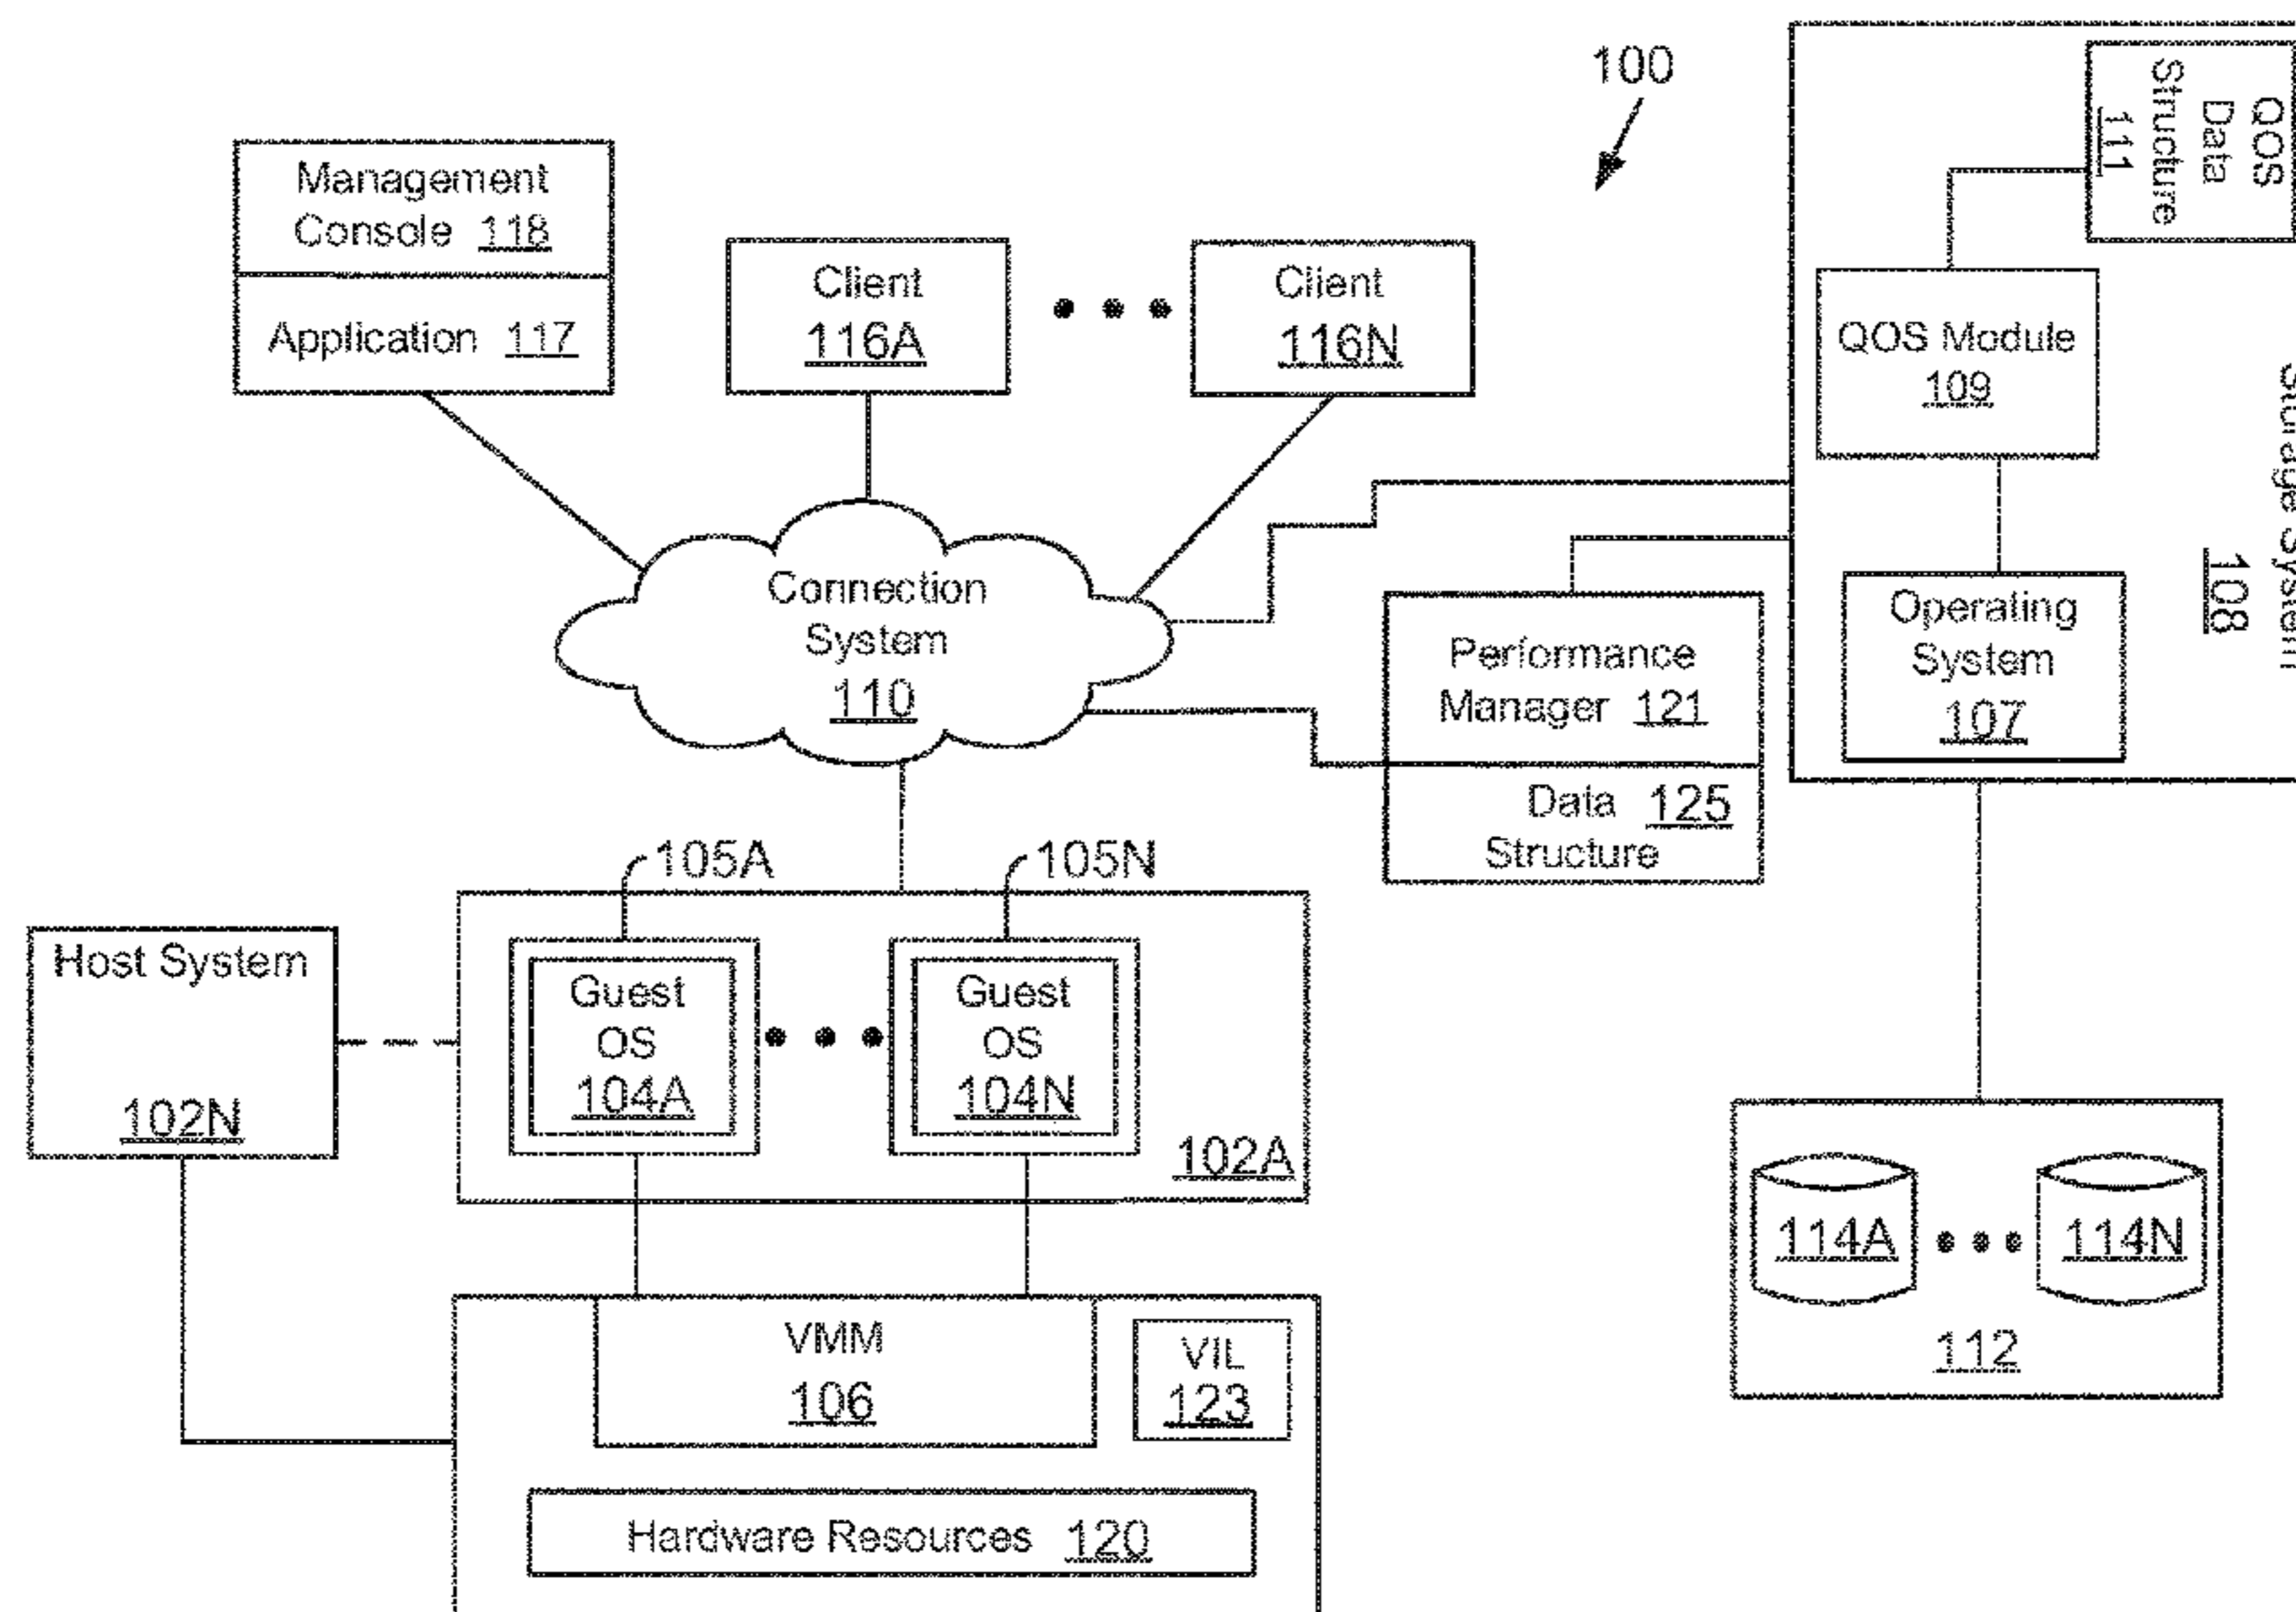 100
Management
Console 118
Application 117
Client
116A
Client
116N
QOS
Data
Structure
111
QOS Module
109
Storage System
108
Operating
System
107
Connection
System
110
Performance
Manager 121
Data 125
Structure
105A
105N
Host System
102N
Guest
OS
104A
Guest
OS
104N
102A
114A
114N
112
VMM
106
VIL
123
Hardware Resources 120